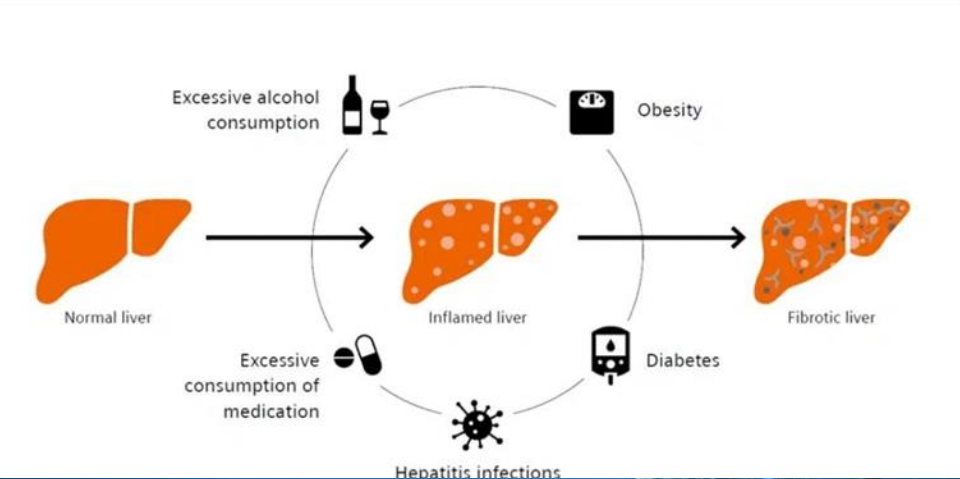 Excessive alcohol
consumption
Obesity
Normal liver
Inflamed liver
Fibrotic liver
Excessive
consumption of
medication
Diabetes
Hepatitis infections